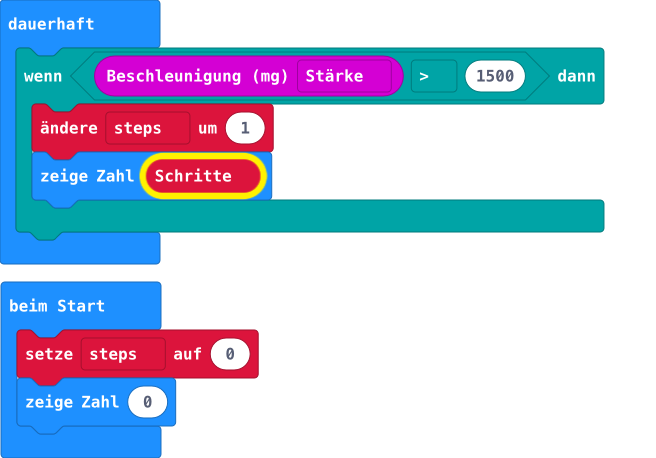 dauerhaft
wenn Beschleunigung (mg) Stärke > 1500 dann
ändere steps um 1
zeige Zahl Schritte
beim Start
setze steps auf 0
zeige Zahl 0